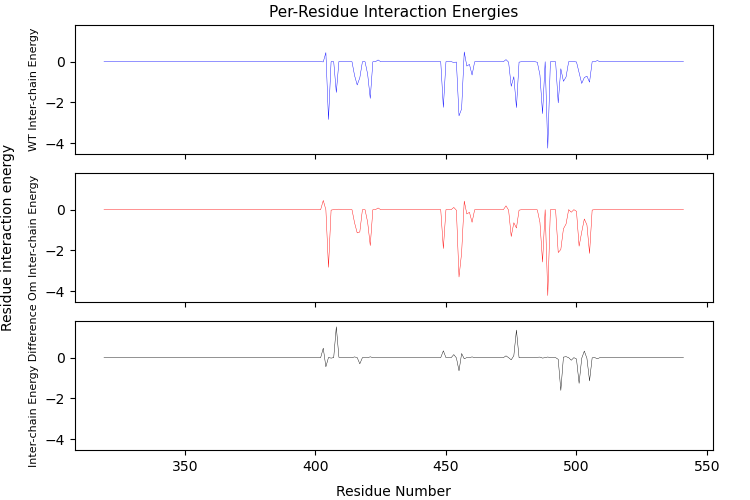 Per-Residue Interaction Energies
Residue interaction energy
WT Inter-chain Energy
0
−2
−4
Om Inter-chain Energy
0
−2
−4
Inter-chain Energy Difference
0
−2
−4
350
400
450
500
550
Residue Number